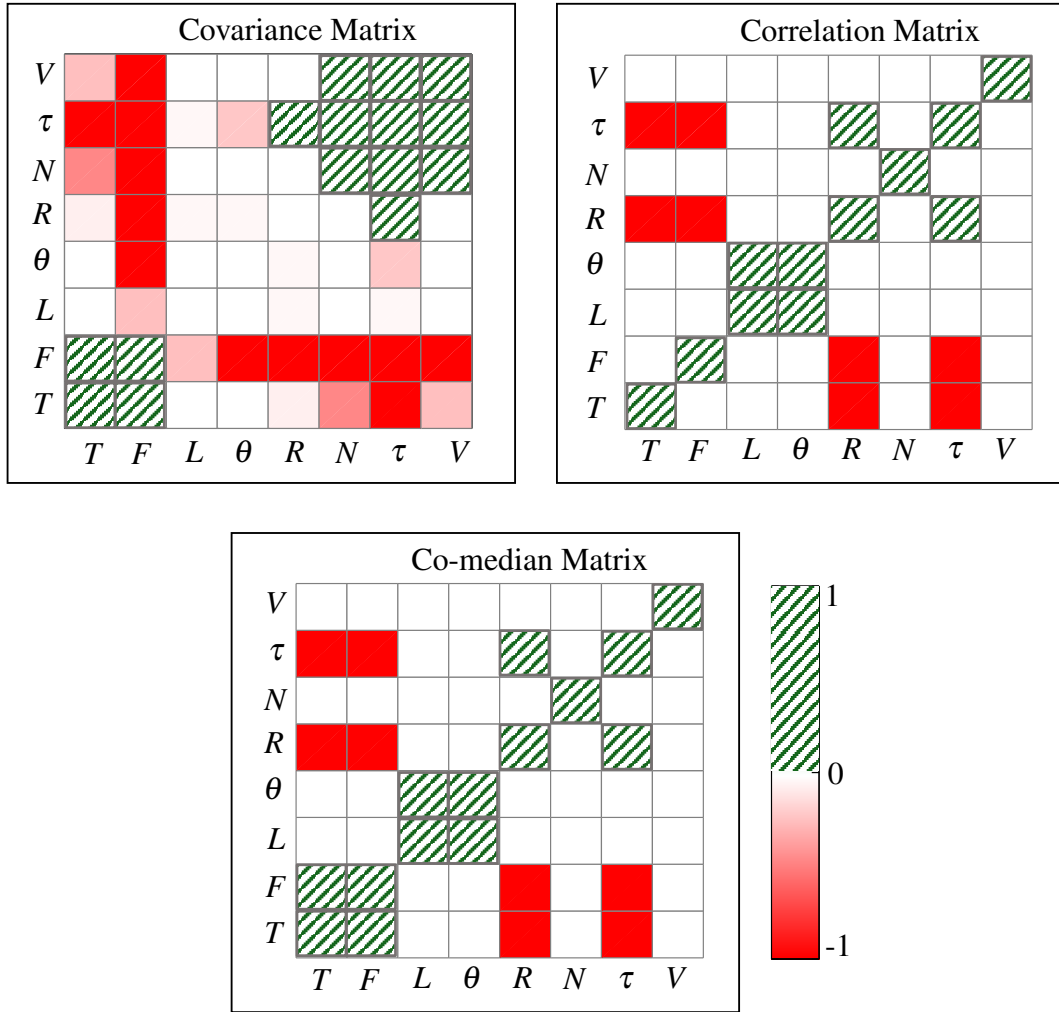 Covariance Matrix
V
τ
N
R
θ
L
F
T
T F L θ R N τ V
Correlation Matrix
V
τ
N
R
θ
L
F
T
T F L θ R N τ V
Co-median Matrix
V
τ
N
R
θ
L
F
T
T F L θ R N τ V
1
0
-1